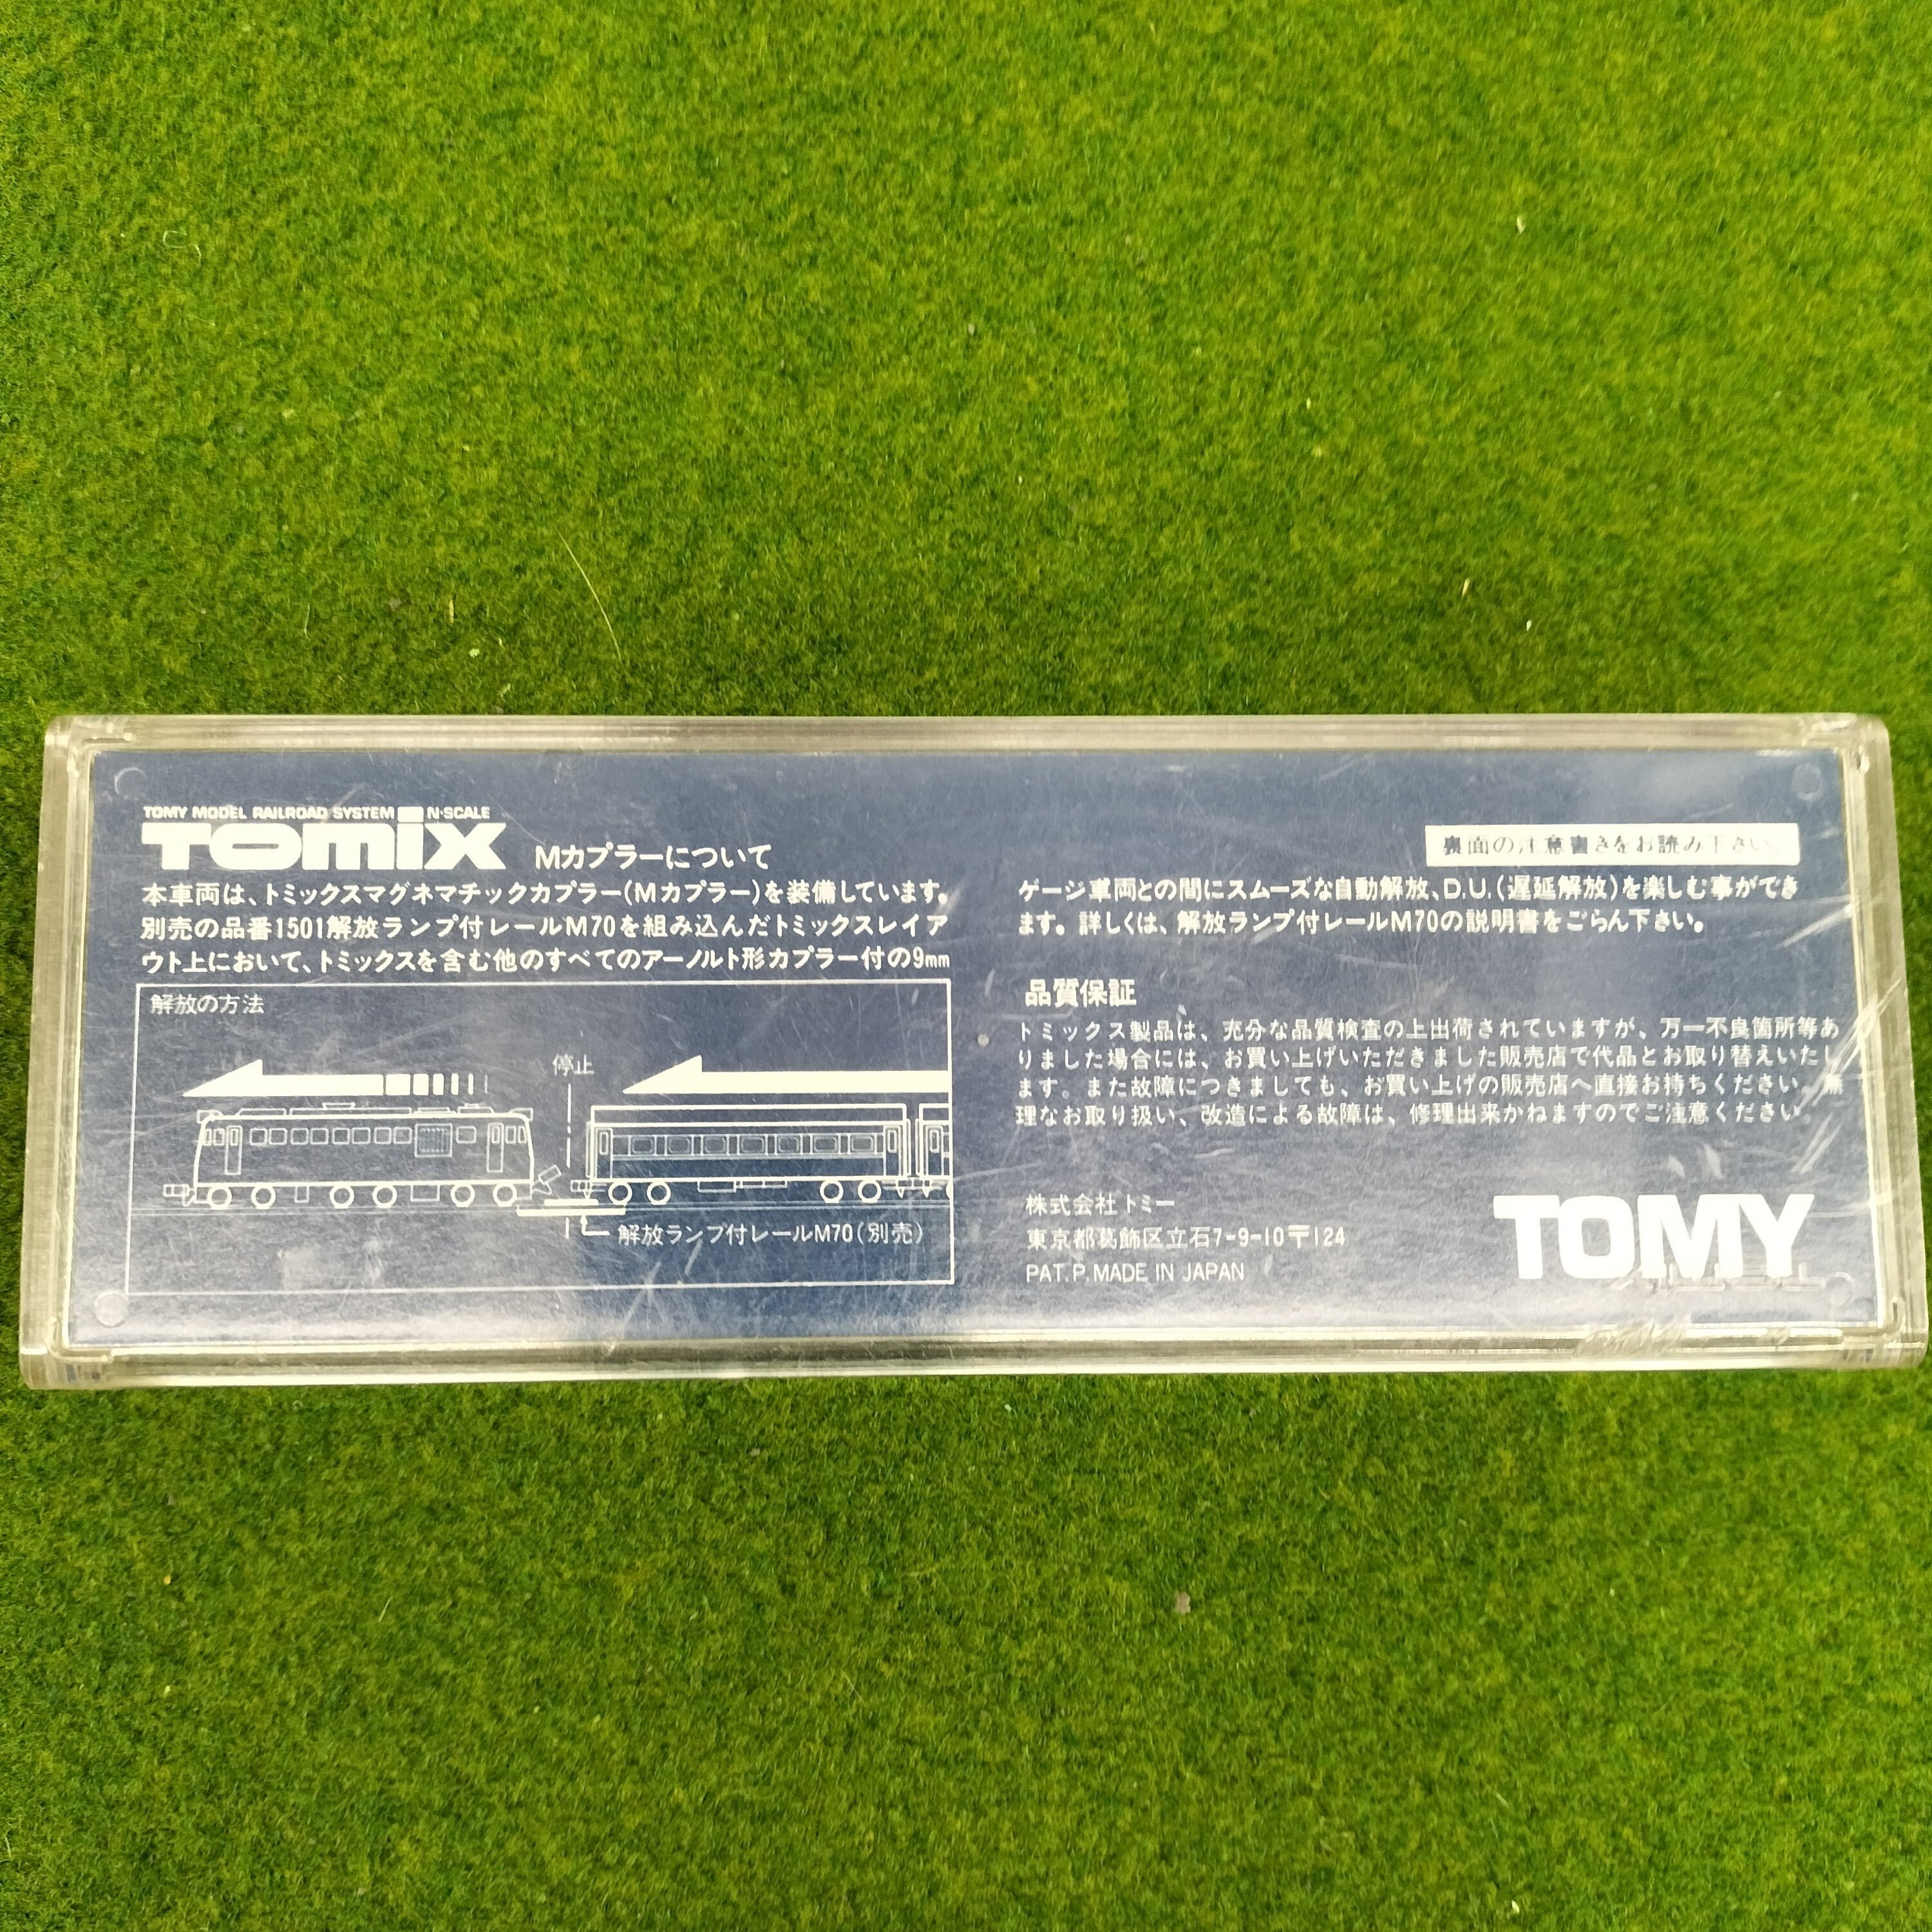 TOMY MODEL RAILROAD SYSTEM N·SCALE
TOMIX Mカプラーについて
本車両は、トミックスマグネマチックカプラー(Mカプラー)を装備しています。
別売の品番1501解放ランプ付レールM70を組み込んだトミックスレイア
ウト上において、トミックスを含む他のすべてのアーノルト形カプラー付の9mm
解放の方法
停止
解放ランプ付レールM70(別売)
裏面の注意書きをお読み下さい。
ゲージ車両との間にスムーズな自動解放、D.U.(遅延解放)を楽しむ事ができ
ます。詳しくは、解放ランプ付レールM70の説明書をごらん下さい。
品質保証
トミックス製品は、充分な品質検査の上出荷されていますが、万一不良箇所等あ
りました場合には、お買い上げいただきました販売店で代品とお取り替えいたし
ます。また故障につきましても、お買い上げの販売店へ直接お持ちください。無
理なお取り扱い、改造による故障は、修理出来かねますのでご注意ください。
株式会社トミー
東京都葛飾区立石7-9-10〒124
PAT.P.MADE IN JAPAN
TOMY